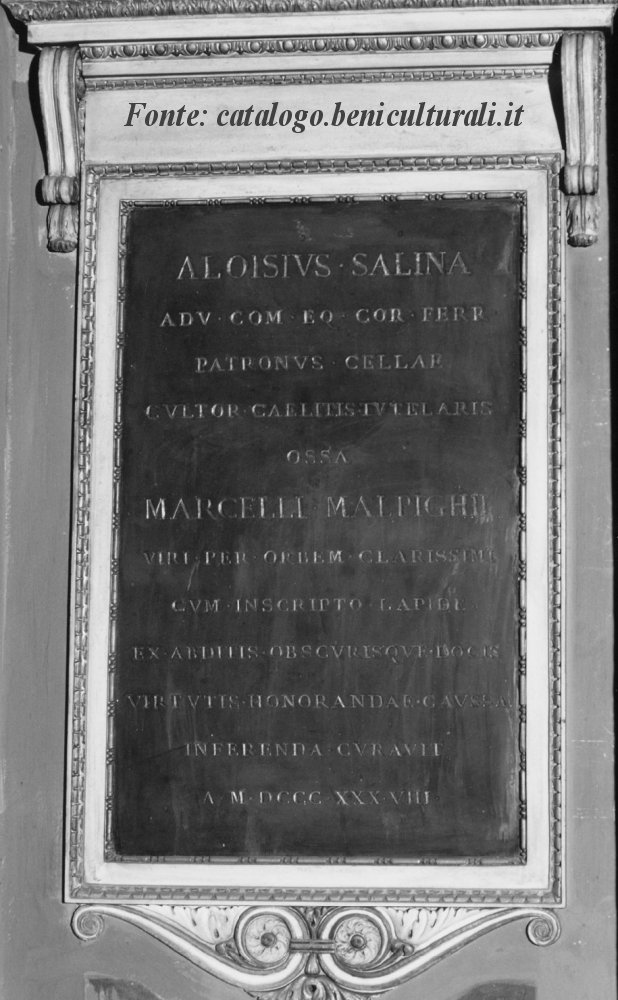 Fonte: catalogo.beniculturali.it
ALOISIVS · SALINA
ADV · COM · EQ · COR · FERR
PATRONVS · CELLAE
CVLTOR · CAELITIS · TVTELARIS
OSSA
MARCELLI · MALPIGHII
VIRI · PER · ORBEM · CLARISSIMI
CVM · INSCRIPTO · LAPIDE
EX · ABDITIS · OBSCVRISQVE · LOCIS
VIRTVTIS · HONORANDAE · CAVSSA
INFERENDA · CVRAVIT
A · M · DCCC · XXX · VIII ·